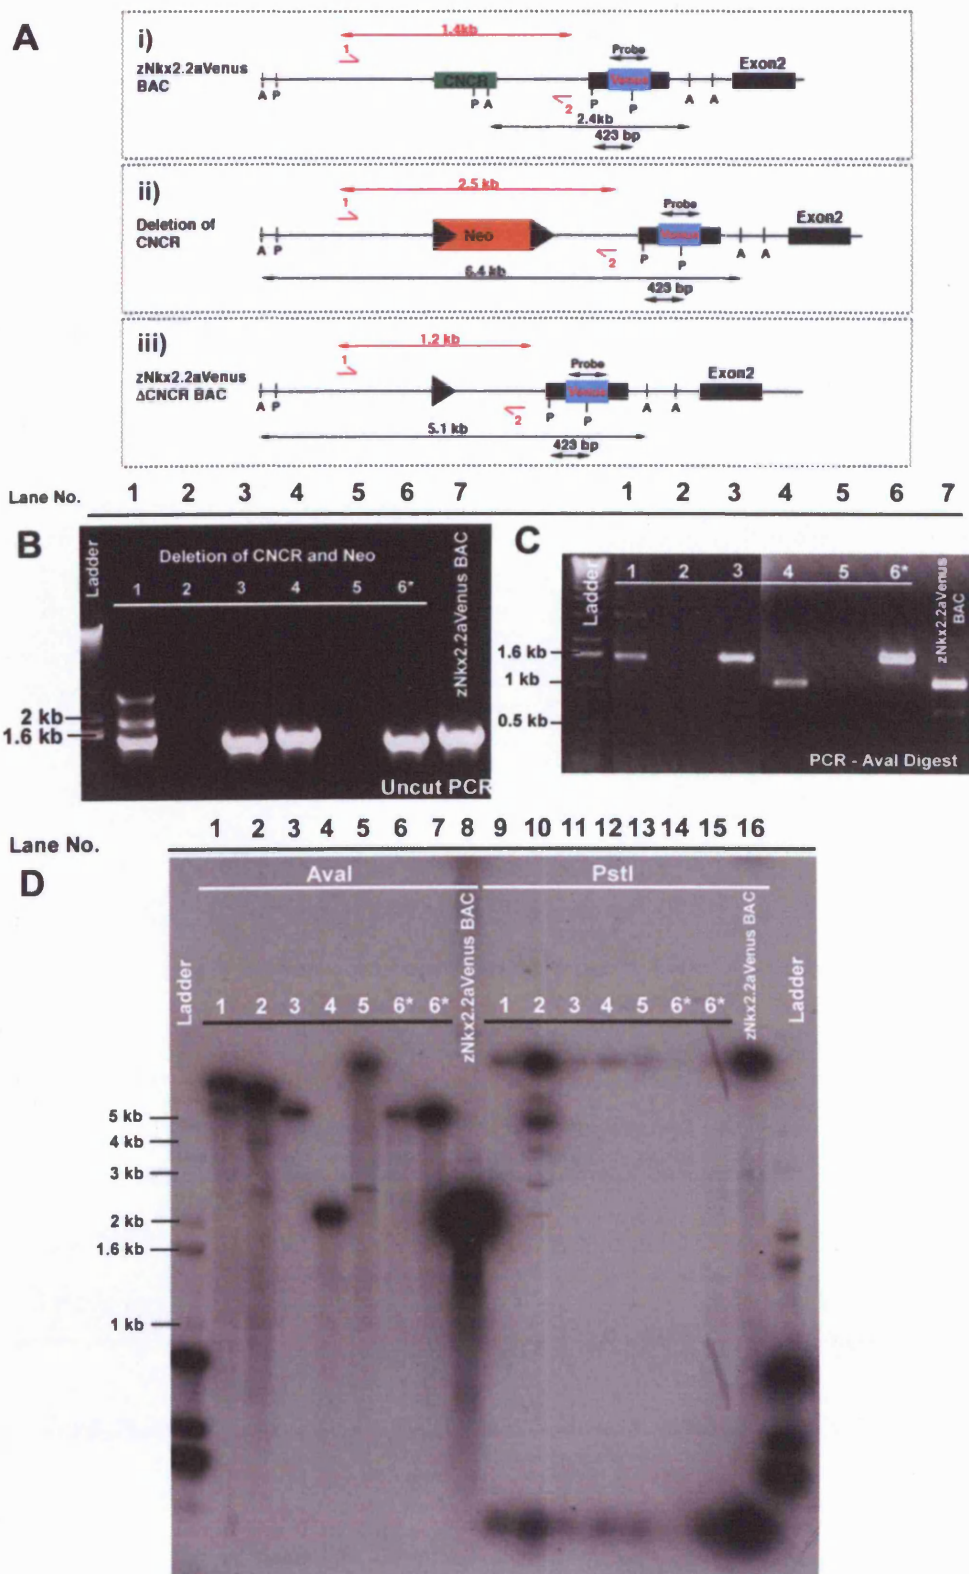 A
i)
zNkx2.2aVenus
BAC
1.4kb
1
CNCR
Probe
Venus
Exon2
A P P A P P A A
2
2.4kb
423 bp
ii)
Deletion of
CNCR
2.5 kb
1
Neo
Probe
Venus
Exon2
A P P P A A
2
6.4kb
423 bp
iii)
zNkx2.2aVenus
ΔCNCR BAC
1.2 kb
1
Probe
Venus
Exon2
A P P P A A
2
5.1 kb
423 bp
Lane No. 1 2 3 4 5 6 7 1 2 3 4 5 6 7
B
Ladder
Deletion of CNCR and Neo
1 2 3 4 5 6*
zNkx2.2aVenus BAC
2 kb
1.6 kb
Uncut PCR
C
Ladder
1 2 3 4 5 6*
zNkx2.2aVenus
BAC
1.6 kb
1 kb
0.5 kb
PCR - AvaI Digest
Lane No. 1 2 3 4 5 6 7 8 9 10 11 12 13 14 15 16
D
AvaI PstI
Ladder
1 2 3 4 5 6* 6*
zNkx2.2aVenus BAC
1 2 3 4 5 6* 6*
zNkx2.2aVenus BAC
Ladder
5 kb
4 kb
3 kb
2 kb
1.6 kb
1 kb